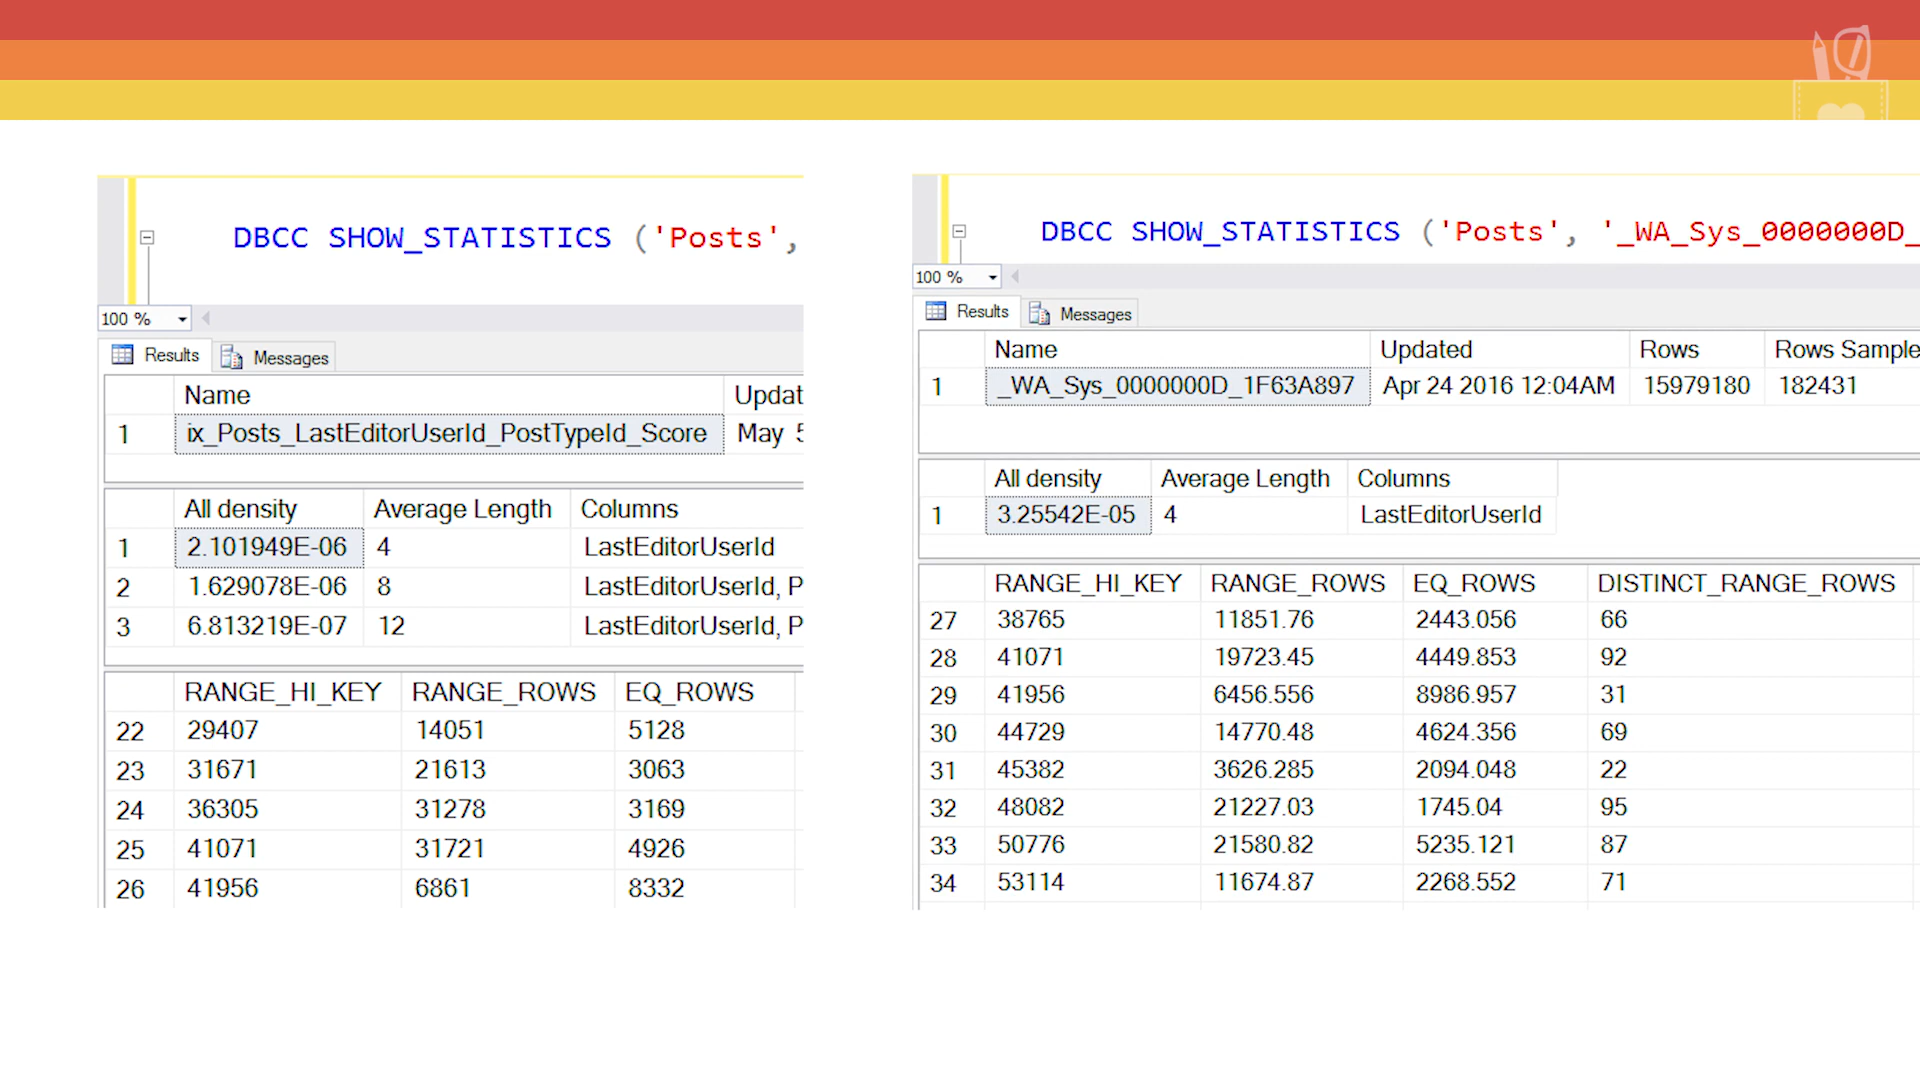 DBCC SHOW_STATISTICS ('Posts',
100 %
Results Messages
Name Updat
1 ix_Posts_LastEditorUserId_PostTypeId_Score May 5
All density Average Length Columns
1 2.101949E-06 4 LastEditorUserId
2 1.629078E-06 8 LastEditorUserId, P
3 6.813219E-07 12 LastEditorUserId, P
RANGE_HI_KEY RANGE_ROWS EQ_ROWS
22 29407 14051 5128
23 31671 21613 3063
24 36305 31278 3169
25 41071 31721 4926
26 41956 6861 8332
DBCC SHOW_STATISTICS ('Posts', '_WA_Sys_0000000D_
100 %
Results Messages
Name Updated Rows Rows Sample
1 _WA_Sys_0000000D_1F63A897 Apr 24 2016 12:04AM 15979180 182431
All density Average Length Columns
1 3.25542E-05 4 LastEditorUserId
RANGE_HI_KEY RANGE_ROWS EQ_ROWS DISTINCT_RANGE_ROWS
27 38765 11851.76 2443.056 66
28 41071 19723.45 4449.853 92
29 41956 6456.556 8986.957 31
30 44729 14770.48 4624.356 69
31 45382 3626.285 2094.048 22
32 48082 21227.03 1745.04 95
33 50776 21580.82 5235.121 87
34 53114 11674.87 2268.552 71